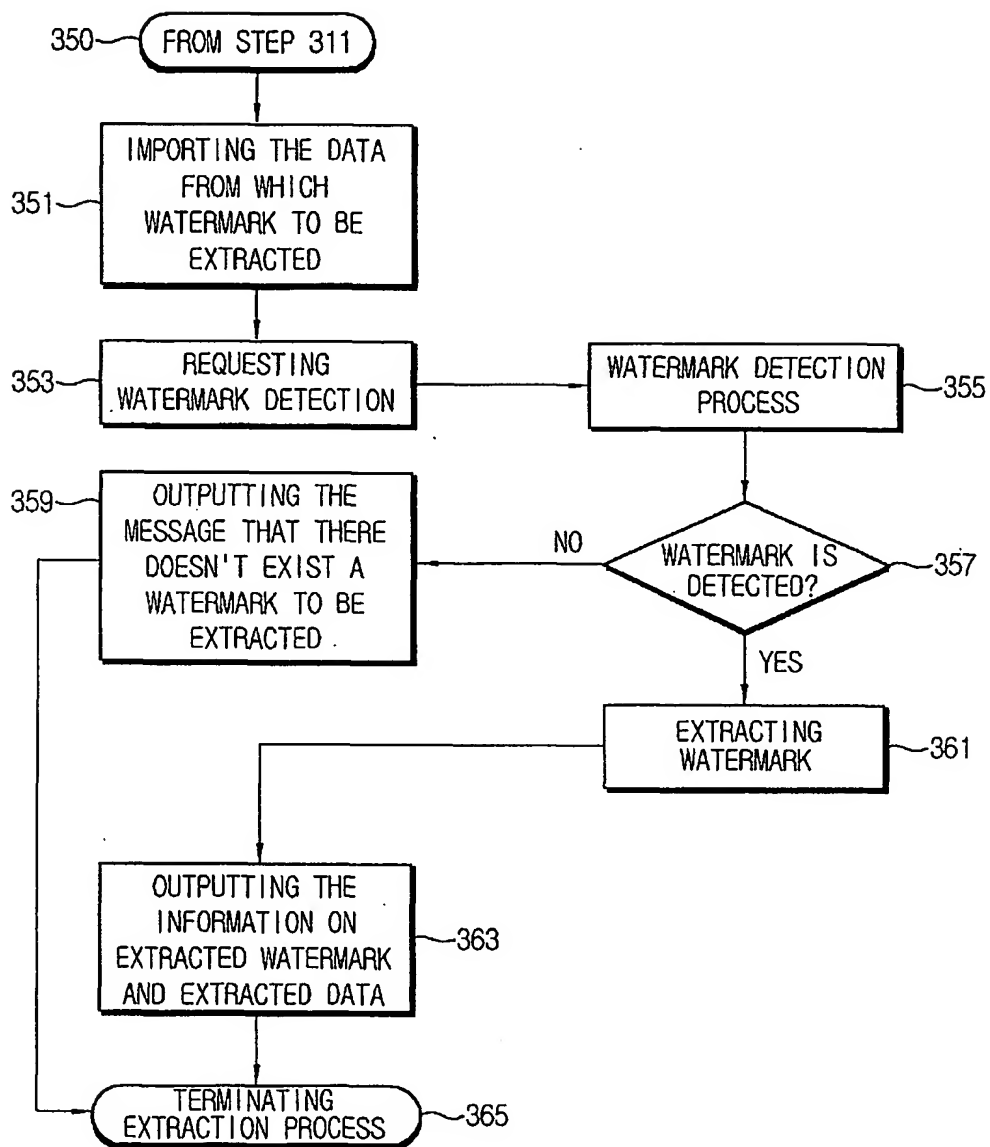 350
FROM STEP 311
351
IMPORTING THE DATA
FROM WHICH
WATERMARK TO BE
EXTRACTED
353
REQUESTING
WATERMARK DETECTION
WATERMARK DETECTION
PROCESS
355
359
OUTPUTTING THE
MESSAGE THAT THERE
DOESN'T EXIST A
WATERMARK TO BE
EXTRACTED
NO
WATERMARK IS
DETECTED?
357
YES
EXTRACTING
WATERMARK
361
OUTPUTTING THE
INFORMATION ON
EXTRACTED WATERMARK
AND EXTRACTED DATA
363
TERMINATING
EXTRACTION PROCESS
365